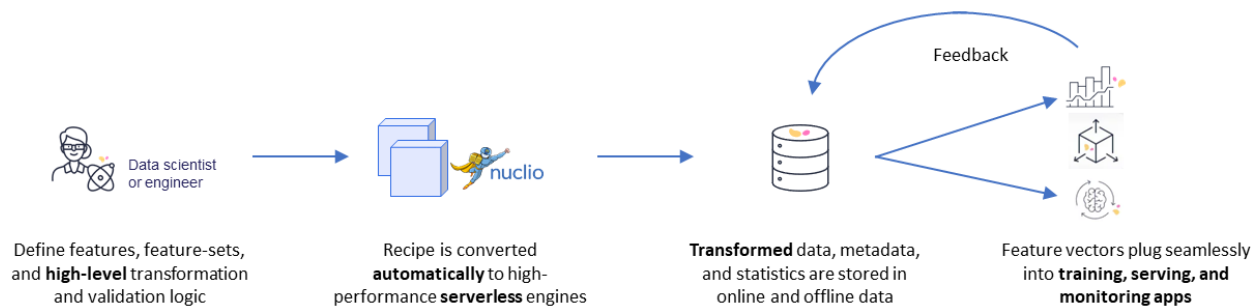 Feedback
Data scientist
or engineer
nuclio
Define features, feature-sets,
and high-level transformation
and validation logic
Recipe is converted
automatically to high-
performance serverless engines
Transformed data, metadata,
and statistics are stored in
online and offline data
Feature vectors plug seamlessly
into training, serving, and
monitoring apps